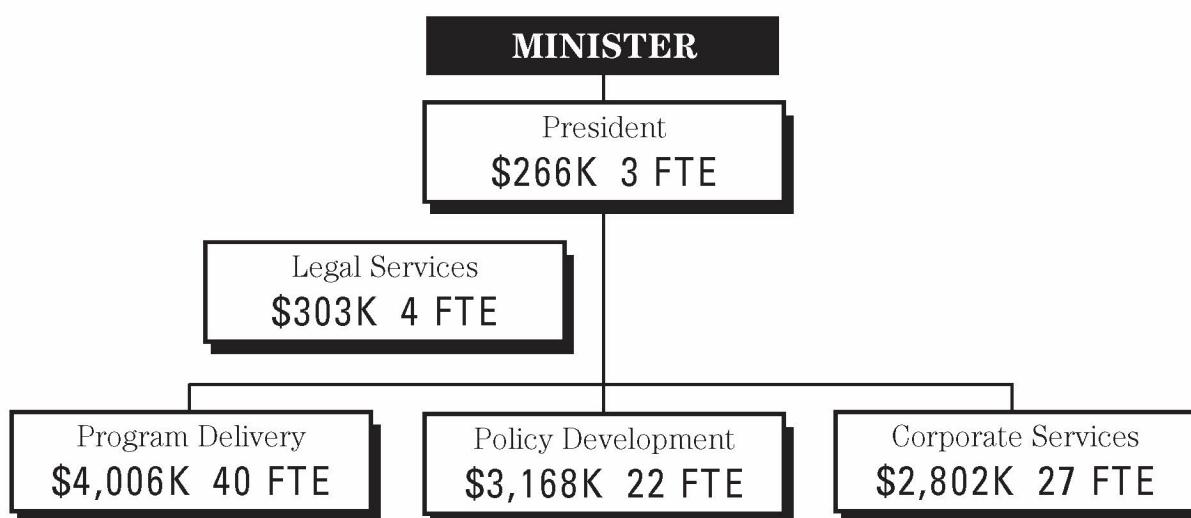 MINISTER
President
$266K 3 FTE
Legal Services
$303K 4 FTE
Program Delivery
$4,006K 40 FTE
Policy Development
$3,168K 22 FTE
Corporate Services
$2,802K 27 FTE